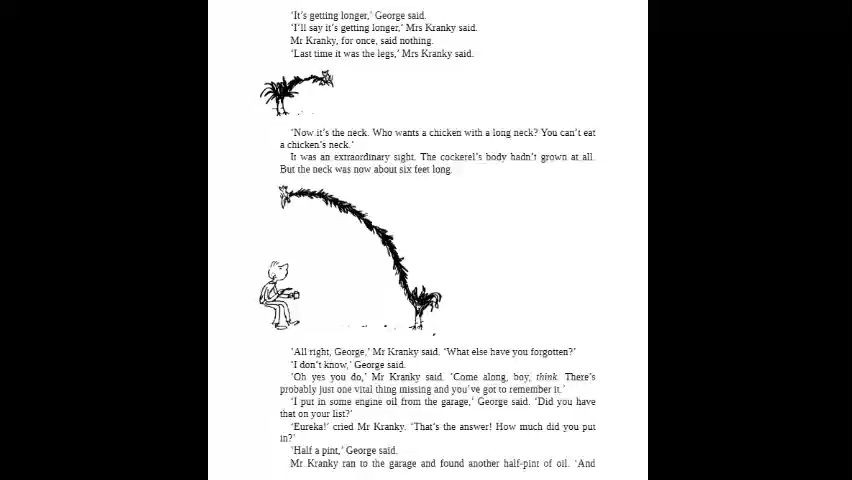 ‘It's getting longer,’ George said.
‘I'll say it's getting longer,’ Mrs Kranky said.
Mr Kranky, for once, said nothing.
‘Last time it was the legs,’ Mrs Kranky said.
‘Now it's the neck. Who wants a chicken with a long neck? You can't eat
a chicken's neck.’
It was an extraordinary sight. The cockerel's body hadn't grown at all.
But the neck was now about six feet long.
‘All right, George,’ Mr Kranky said. ‘What else have you forgotten?’
‘I don't know,’ George said.
‘Oh yes you do,’ Mr Kranky said. ‘Come along, boy, think. There's
probably just one vital thing missing and you've got to remember it.’
‘I put in some engine oil from the garage,’ George said. ‘Did you have
that on your list?’
‘Eureka!’ cried Mr Kranky. ‘That's the answer! How much did you put
in?’
‘Half a pint,’ George said.
Mr Kranky ran to the garage and found another half-pint of oil. ‘And